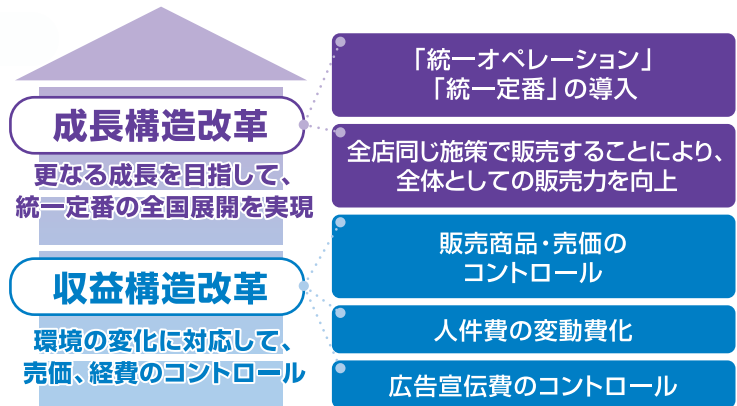 成長構造改革
更なる成長を目指して、
統一定番の全国展開を実現
「統一オペレーション」
「統一定番」の導入
全店同じ施策で販売することにより、
全体としての販売力を向上
収益構造改革
環境の変化に対応して、
売価、経費のコントロール
販売商品・売価の
コントロール
人件費の変動費化
広告宣伝費のコントロール